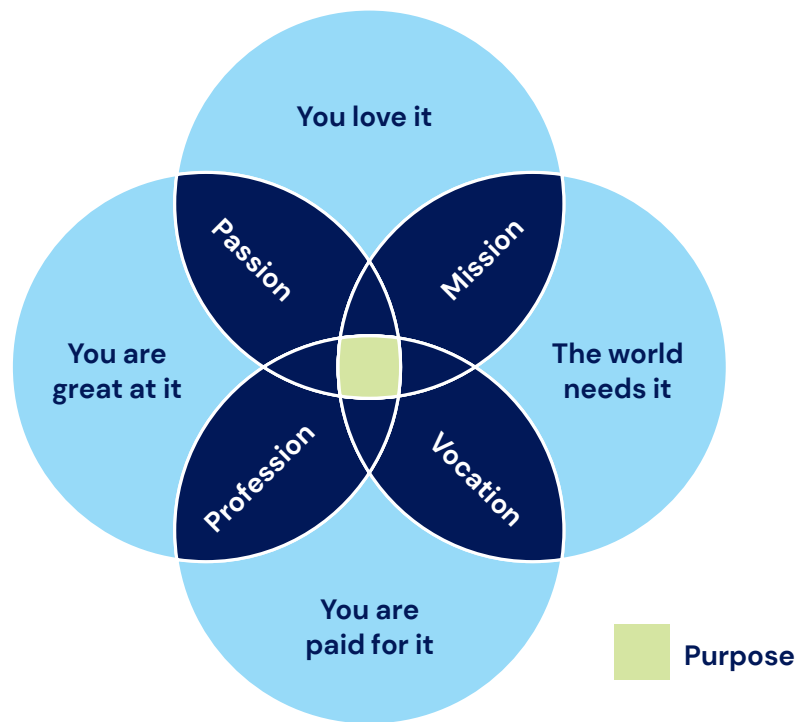 You love it
Passion
Mission
You are
great at it
The world
needs it
Profession
Vocation
You are
paid for it
Purpose